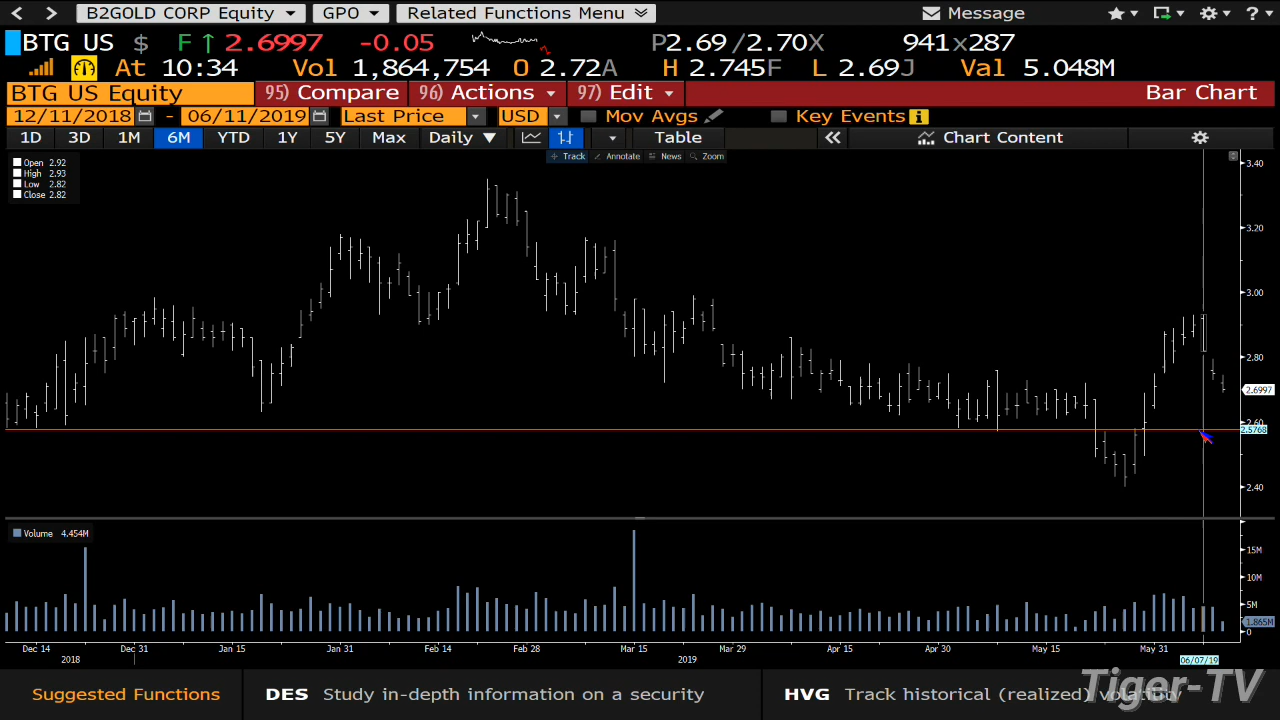 B2GOLD CORP Equity GPO Related Functions Menu Message
BTG US $ F ↑ 2.6997 -0.05 P2.69/2.70X 941x287
At 10:34 Vol 1,864,754 O 2.72A H 2.745F L 2.69J Val 5.048M
BTG US Equity 95) Compare 96) Actions 97) Edit Bar Chart
12/11/2018 - 06/11/2019 Last Price USD Mov Avgs Key Events
1D 3D 1M 6M YTD 1Y 5Y Max Daily ▼ Table « Chart Content
Track Annotate News Zoom
Open 2.92
High 2.93
Low 2.82
Close 2.82
3.40
3.20
3.00
2.80
2.6997
2.60
2.5768
2.40
Volume 4.454M
15M
10M
5M
1.865M
0
Dec 14 Dec 31 Jan 15 Jan 31 Feb 14 Feb 28 Mar 15 Mar 29 Apr 15 Apr 30 May 15 May 31
2018 2019 06/07/19
Suggested Functions DES Study in-depth information on a security HVG Track historical (realized) volatility
Tiger-TV